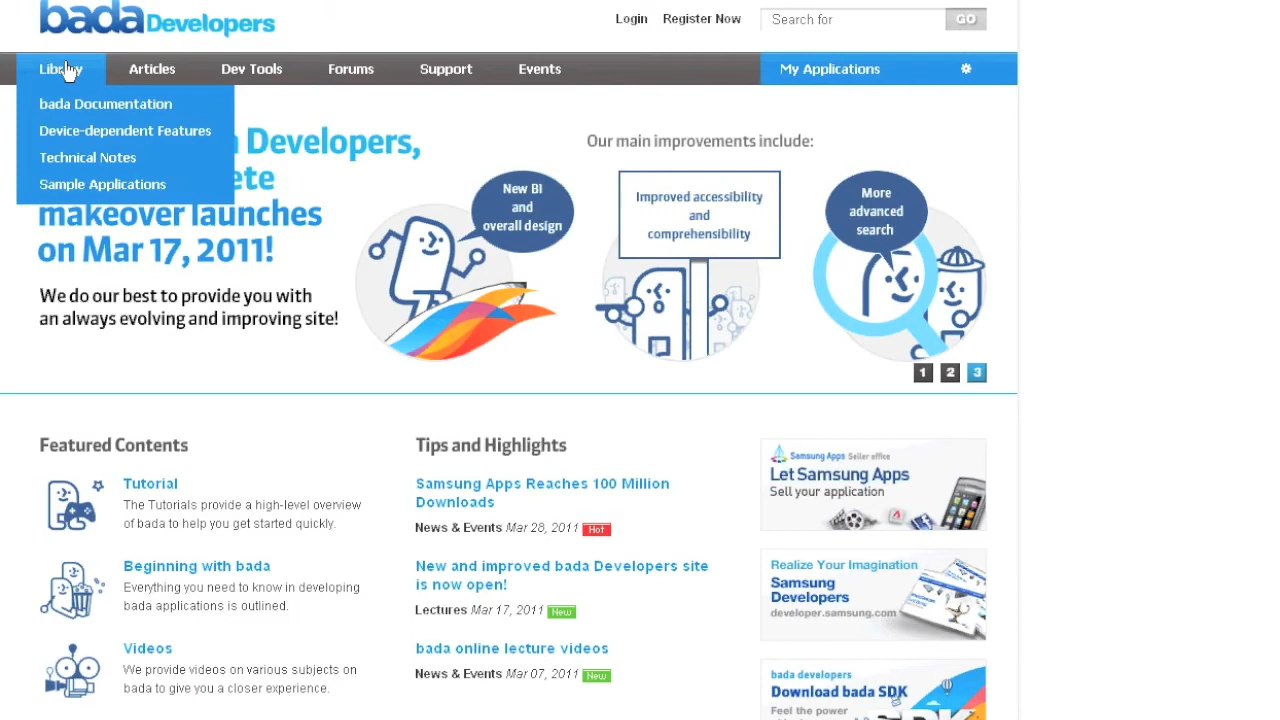 bada Developers
Login Register Now Search for GO
Library Articles Dev Tools Forums Support Events My Applications
bada Documentation
Device-dependent Features
Technical Notes
Sample Applications
Developers,
makeover launches
on Mar 17, 2011!
We do our best to provide you with
an always evolving and improving site!
Our main improvements include:
New BI
and
overall design
Improved accessibility
and
comprehensibility
More
advanced
search
1 2 3
Featured Contents
Tutorial
The Tutorials provide a high-level overview
of bada to help you get started quickly.
Beginning with bada
Everything you need to know in developing
bada applications is outlined.
Videos
We provide videos on various subjects on
bada to give you a closer experience.
Tips and Highlights
Samsung Apps Reaches 100 Million
Downloads
News & Events Mar 28, 2011 Hot
New and improved bada Developers site
is now open!
Lectures Mar 17, 2011 New
bada online lecture videos
News & Events Mar 07, 2011 New
Samsung Apps Seller office
Let Samsung Apps
Sell your application
Realize Your Imagination
Samsung
Developers
developer.samsung.com
bada developers
Download bada SDK
Feel the power
SDK